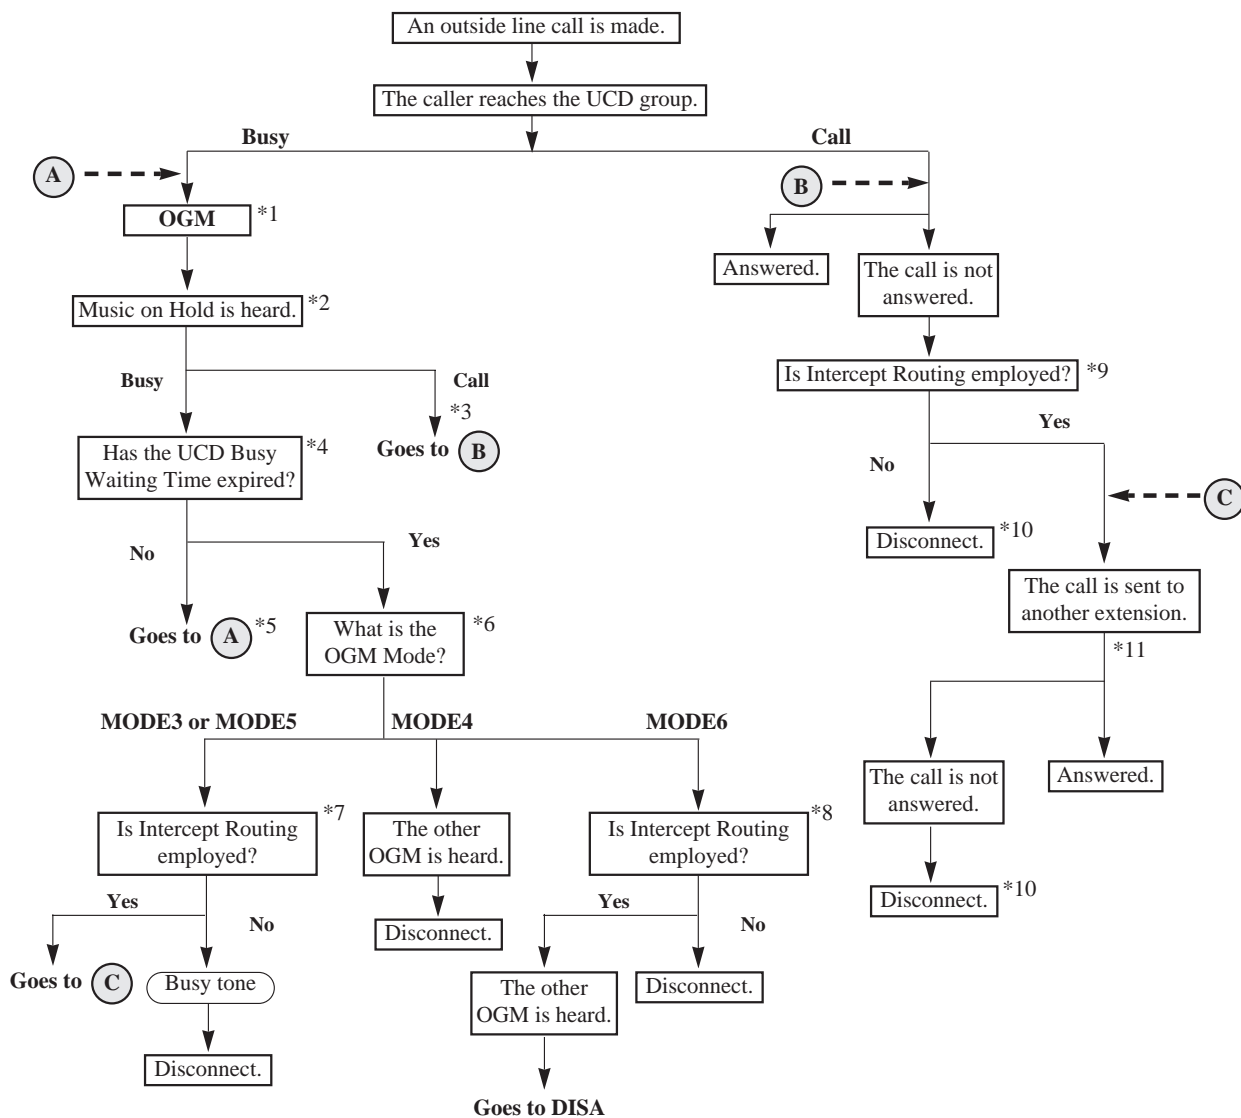 An outside line call is made.
The caller reaches the UCD group.
Busy
Call
A
B
OGM
*1
Answered.
The call is not
answered.
Music on Hold is heard.
*2
Busy
Call
*3
Goes to B
Is Intercept Routing employed?
*9
Yes
No
C
Has the UCD Busy
Waiting Time expired?
*4
No
Yes
Disconnect.
*10
The call is sent to
another extension.
*11
Goes to A
*5
What is the
OGM Mode?
*6
MODE3 or MODE5
MODE4
MODE6
The call is not
answered.
Answered.
Is Intercept Routing
employed?
*7
The other
OGM is heard.
Is Intercept Routing
employed?
*8
Disconnect.
*10
Yes
No
Disconnect.
Yes
No
Goes to C
Busy tone
The other
OGM is heard.
Disconnect.
Disconnect.
Goes to DISA